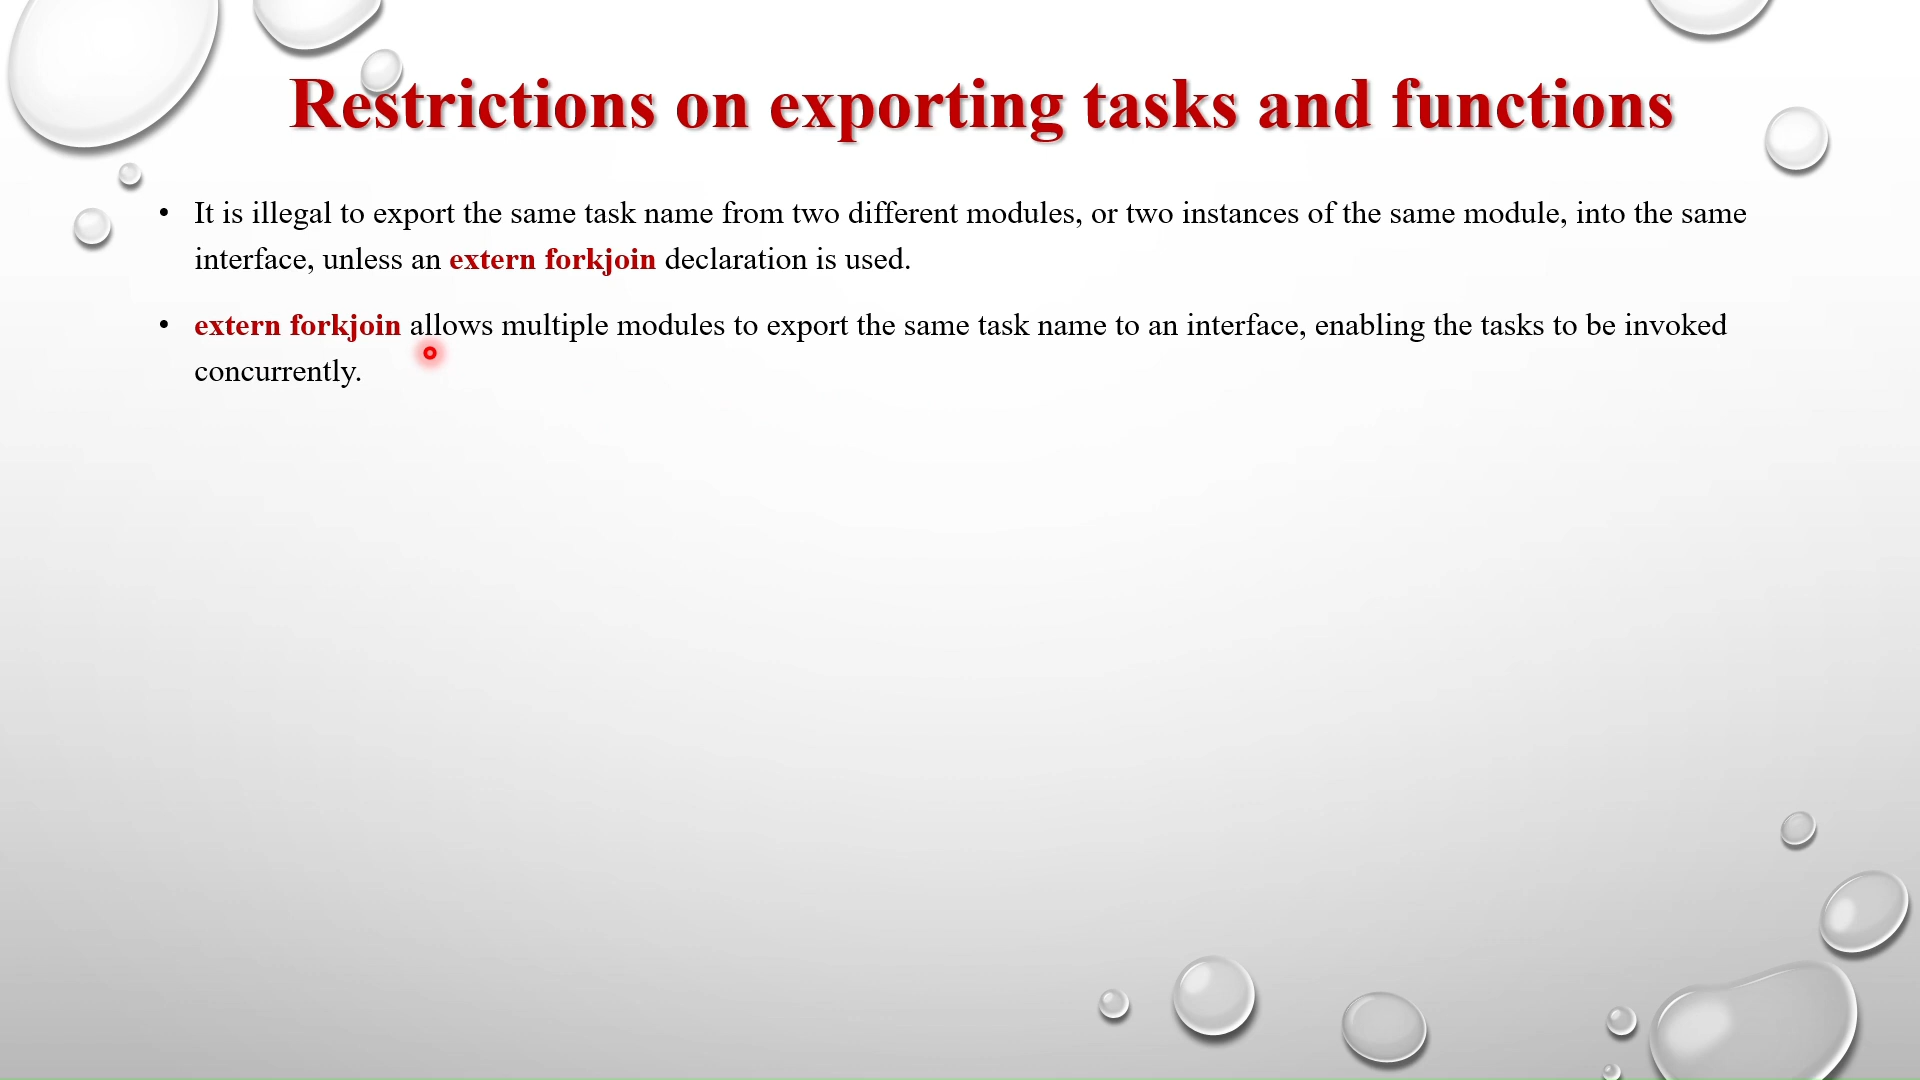 Restrictions on exporting tasks and functions
• It is illegal to export the same task name from two different modules, or two instances of the same module, into the same
interface, unless an extern forkjoin declaration is used.
• extern forkjoin allows multiple modules to export the same task name to an interface, enabling the tasks to be invoked
concurrently.